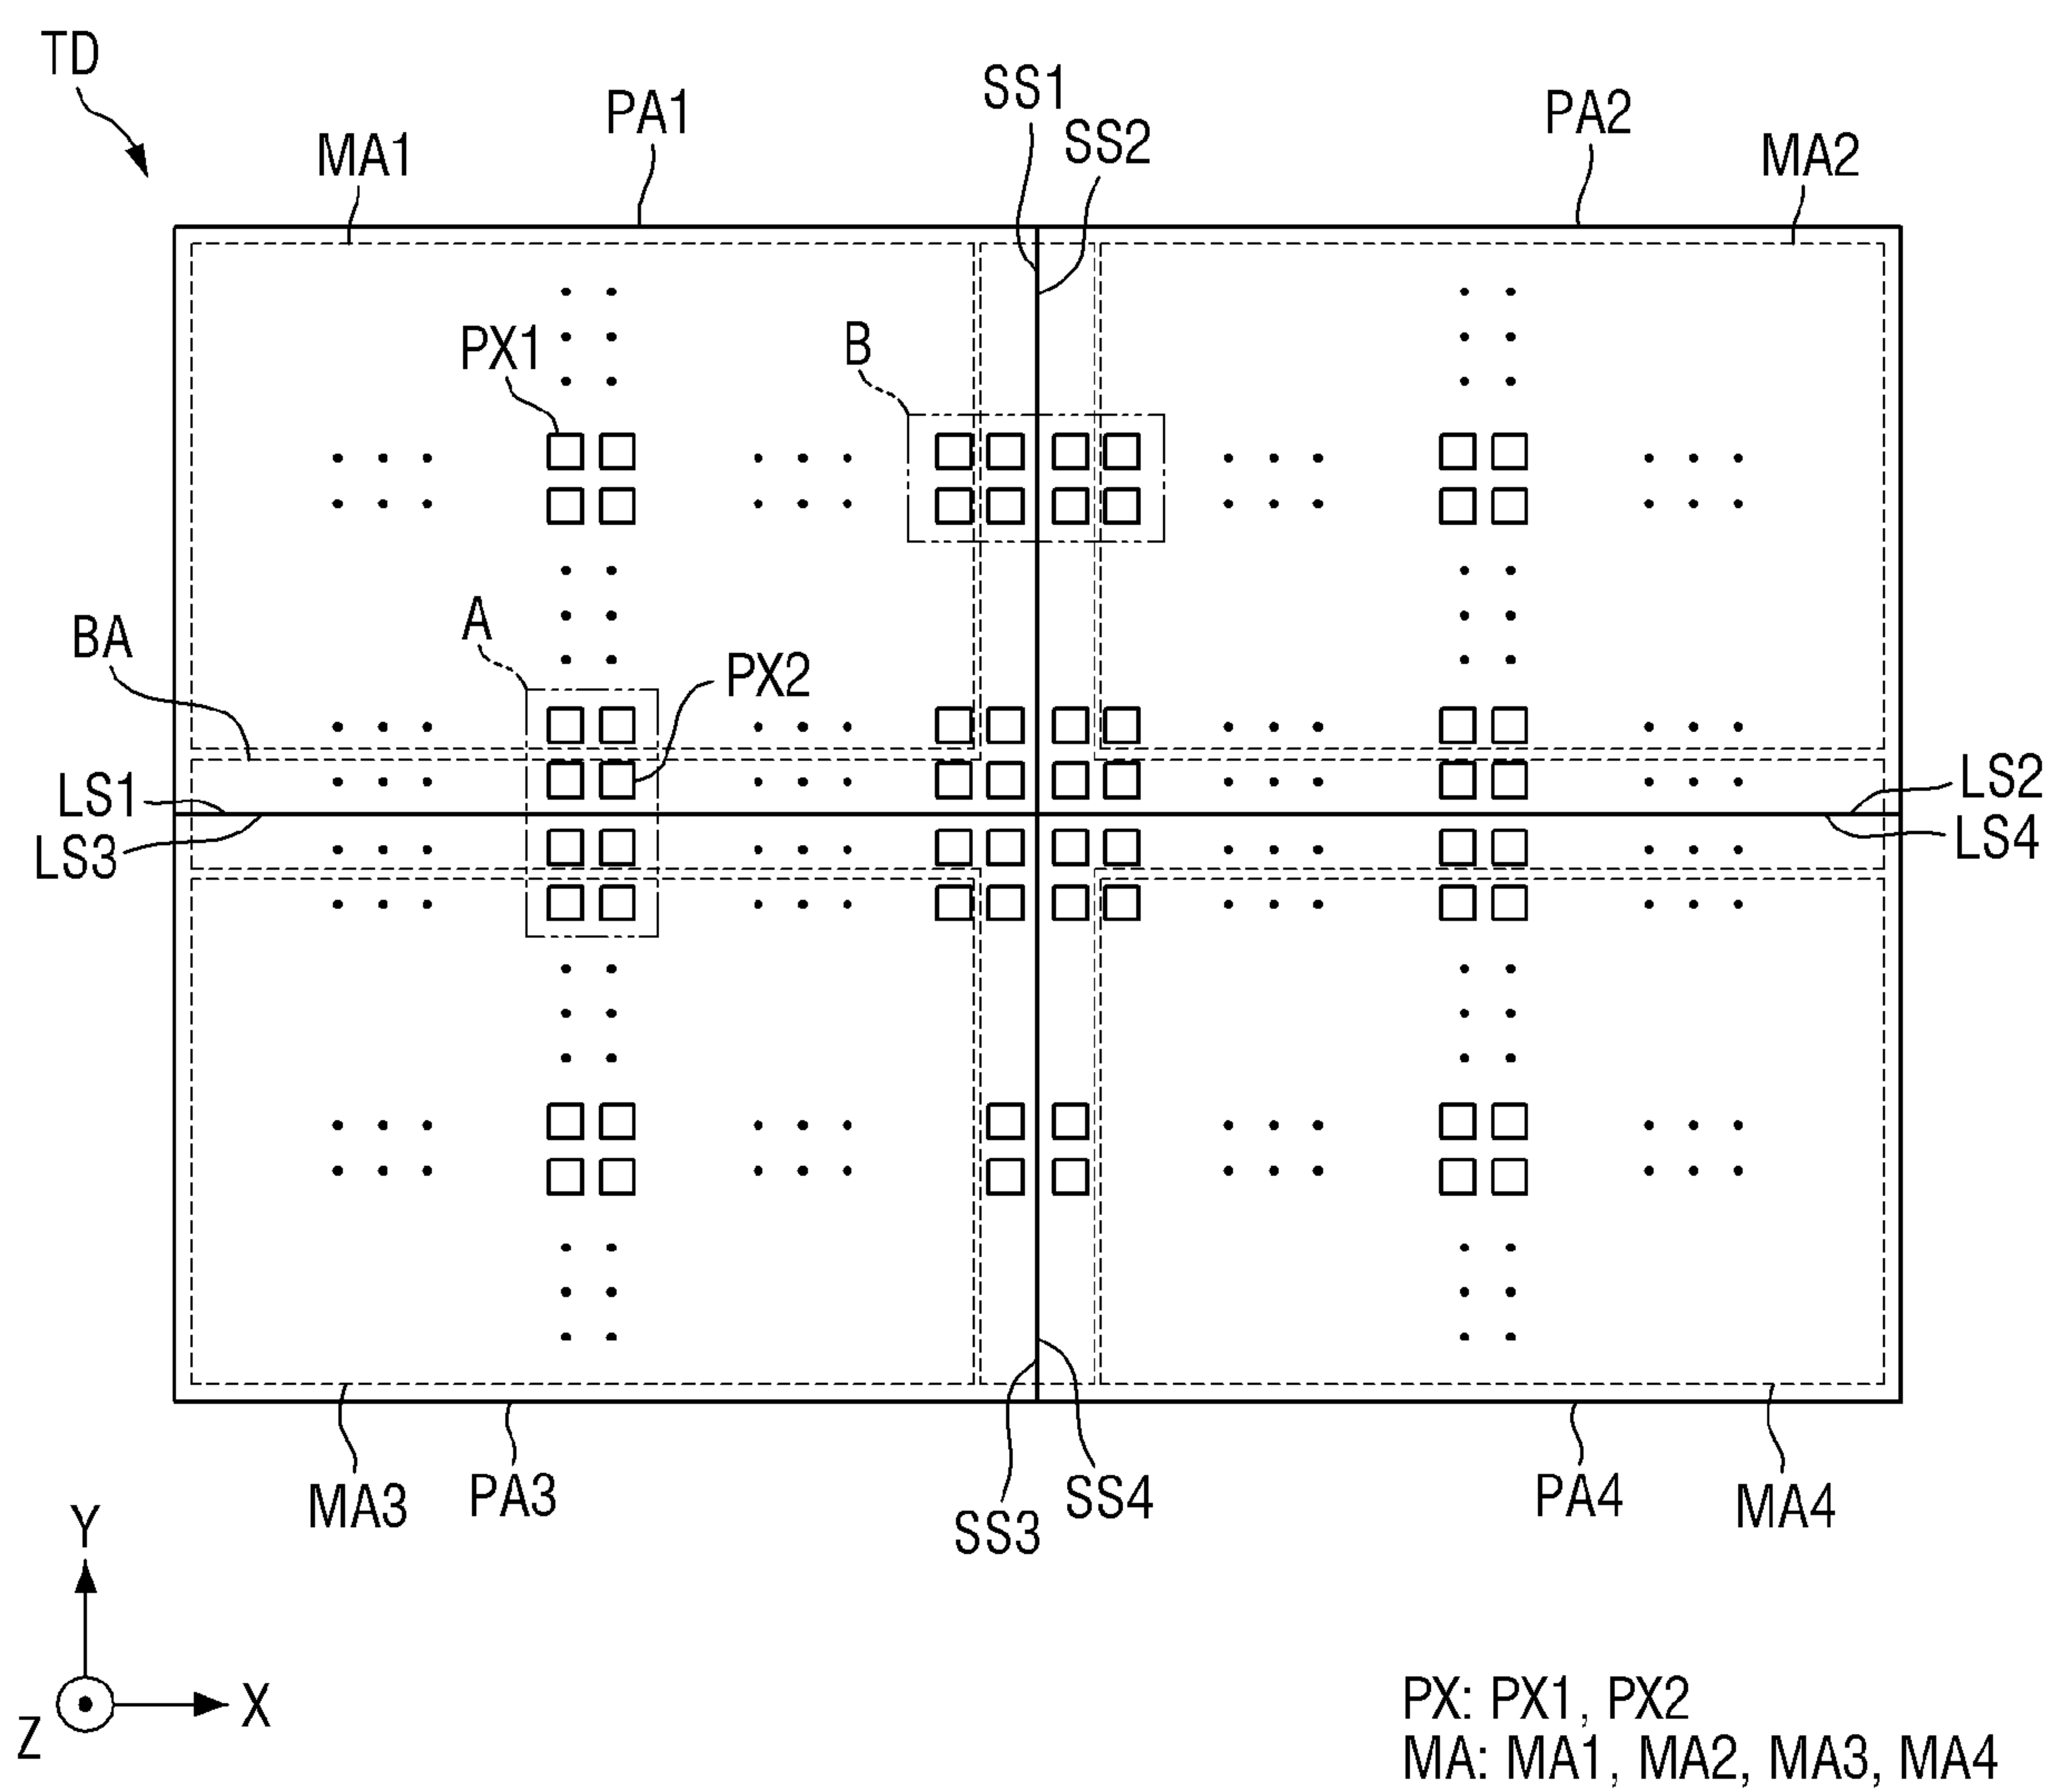 TD
SS1
PA1
PA2
SS2
MA1
MA2
PX1
B
A
BA
PX2
LS1
LS2
LS3
LS4
MA3
PA3
SS3
SS4
PA4
MA4
Y
X
Z
PX: PX1, PX2
MA: MA1, MA2, MA3, MA4